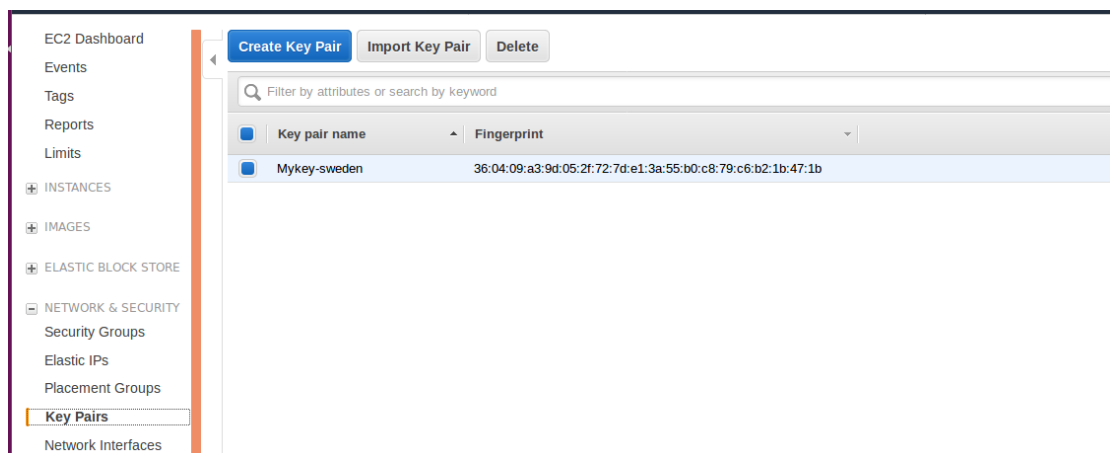 EC2 Dashboard
Events
Tags
Reports
Limits
INSTANCES
IMAGES
ELASTIC BLOCK STORE
NETWORK & SECURITY
Security Groups
Elastic IPs
Placement Groups
Key Pairs
Network Interfaces
Create Key Pair Import Key Pair Delete
Filter by attributes or search by keyword
Key pair name Fingerprint
Mykey-sweden 36:04:09:a3:9d:05:2f:72:7d:e1:3a:55:b0:c8:79:c6:b2:1b:47:1b